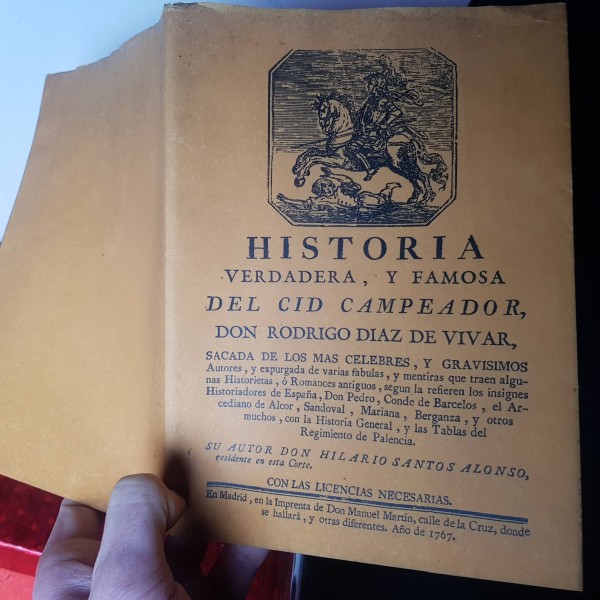 HISTORIA
VERDADERA, Y FAMOSA
DEL CID CAMPEADOR,
DON RODRIGO DIAZ DE VIVAR,
SACADA DE LOS MAS CELEBRES, Y GRAVISIMOS
Autores, y expurgada de varias fabulas, y mentiras que traen algu-
nas Historietas, ó Romances antiguos, segun la refieren los insignes
Historiadores de España, Don Pedro, Conde de Barcelos, el Ar-
cediano de Alcor, Sandoval, Mariana, Berganza, y otros
muchos, con la Historia General, y las Tablas del
Regimiento de Palencia.
SU AUTOR DON HILARIO SANTOS ALONSO,
residente en esta Corte.
CON LAS LICENCIAS NECESARIAS.
En Madrid, en la Imprenta de Don Manuel Martin, calle de la Cruz, donde
se hallará, y otras diferentes. Año de 1767.